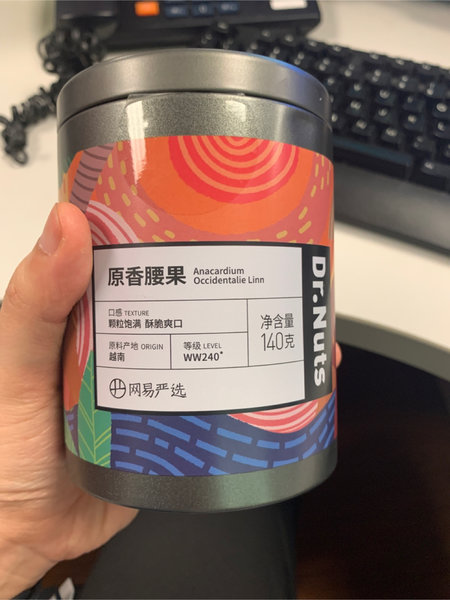 原香腰果
Anacardium
Occidentalie Linn
口感 TEXTURE
颗粒饱满 酥脆爽口
原料产地 ORIGIN
越南
等级 LEVEL
WW240*
净含量
140克
网易严选
Dr.Nuts